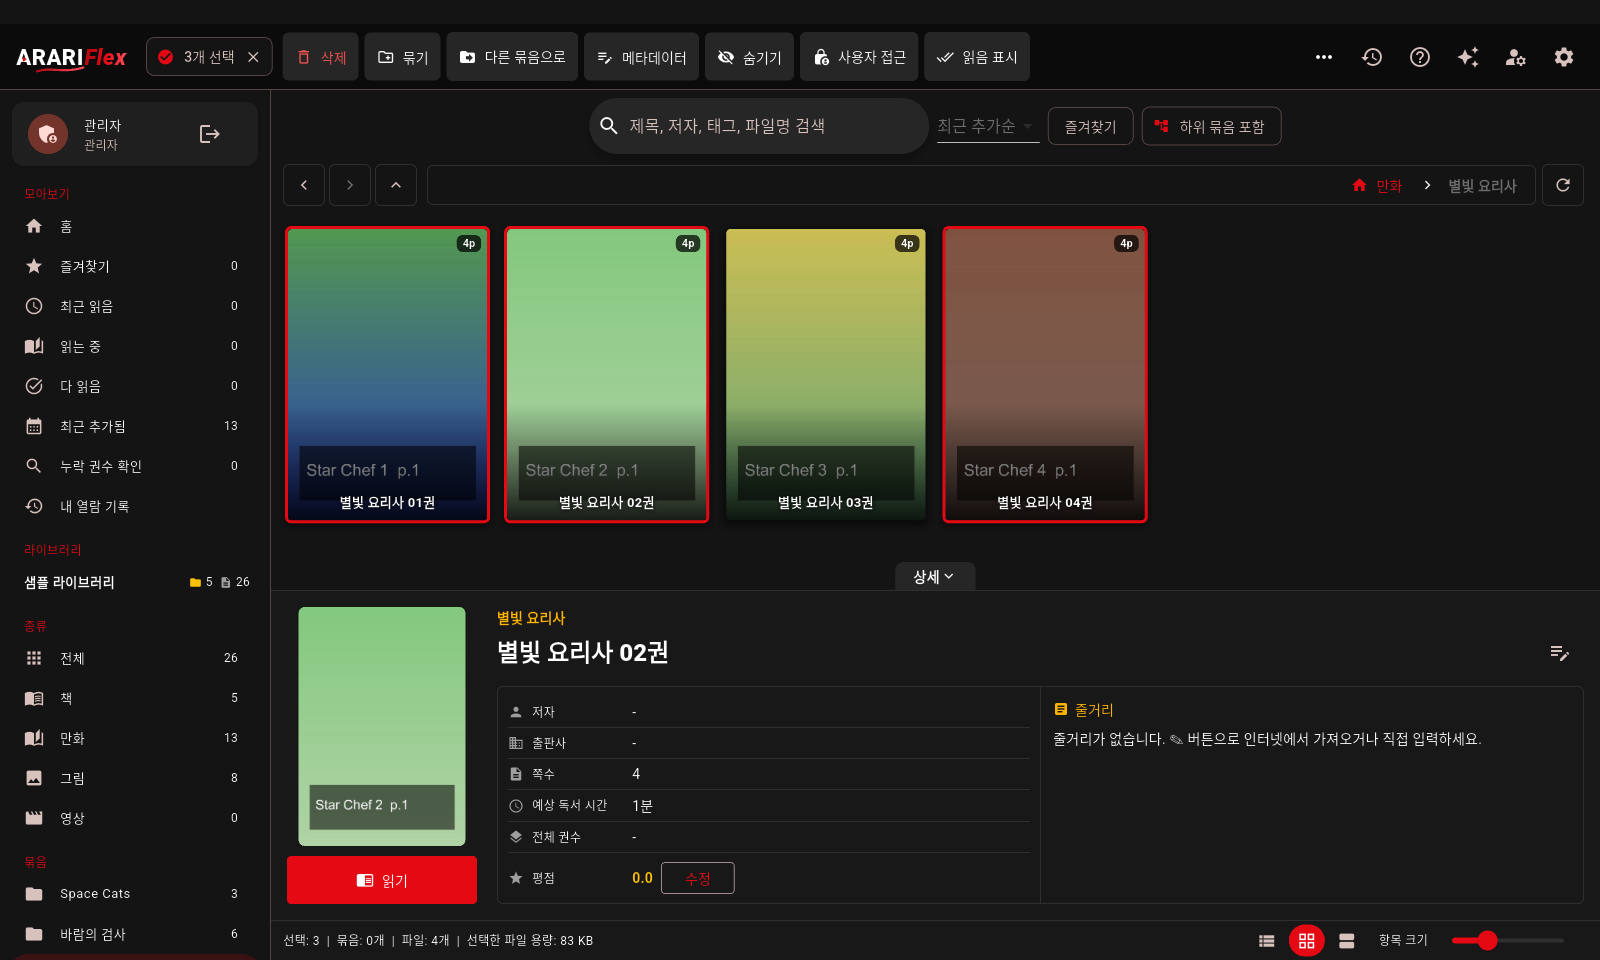 ARARIFlex
3개 선택
삭제
묶기
다른 묶음으로
메타데이터
숨기기
사용자 접근
읽음 표시
관리자
관리자
제목, 저자, 태그, 파일명 검색
최근 추가순
즐겨찾기
하위 묶음 포함
만화
별빛 요리사
모아보기
홈
즐겨찾기 0
최근 읽음 0
읽는 중 0
다 읽음 0
최근 추가됨 13
누락 권수 확인 0
내 열람 기록
라이브러리
샘플 라이브러리 5 26
종류
전체 26
책 5
만화 13
그림 8
영상 0
묶음
Space Cats 3
바람의 검사 6
4p
Star Chef 1 p.1
별빛 요리사 01권
4p
Star Chef 2 p.1
별빛 요리사 02권
4p
Star Chef 3 p.1
별빛 요리사 03권
4p
Star Chef 4 p.1
별빛 요리사 04권
상세
Star Chef 2 p.1
읽기
별빛 요리사
별빛 요리사 02권
저자 -
출판사 -
쪽수 4
예상 독서 시간 1분
전체 권수 -
평점 0.0 수정
줄거리
줄거리가 없습니다. ✎ 버튼으로 인터넷에서 가져오거나 직접 입력하세요.
선택: 3 | 묶음: 0개 | 파일: 4개 | 선택한 파일 용량: 83 KB
항목 크기